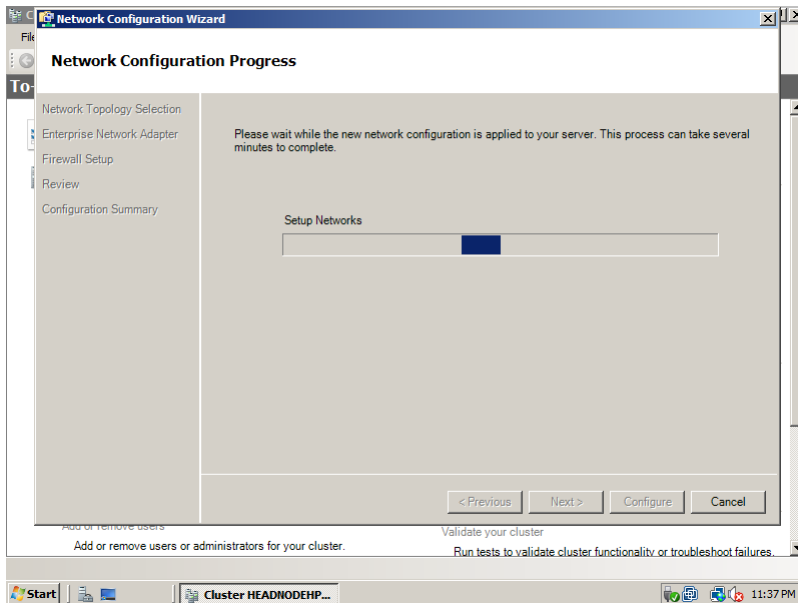 Network Configuration Wizard
File
Network Configuration Progress
To-
Network Topology Selection
Enterprise Network Adapter
Firewall Setup
Review
Configuration Summary
Please wait while the new network configuration is applied to your server. This process can take several
minutes to complete.
Setup Networks
< Previous
Next >
Configure
Cancel
Add or remove users
Validate your cluster
Add or remove users or administrators for your cluster.
Run tests to validate cluster functionality or troubleshoot failures.
Start
Cluster HEADNODEHP...
11:37 PM